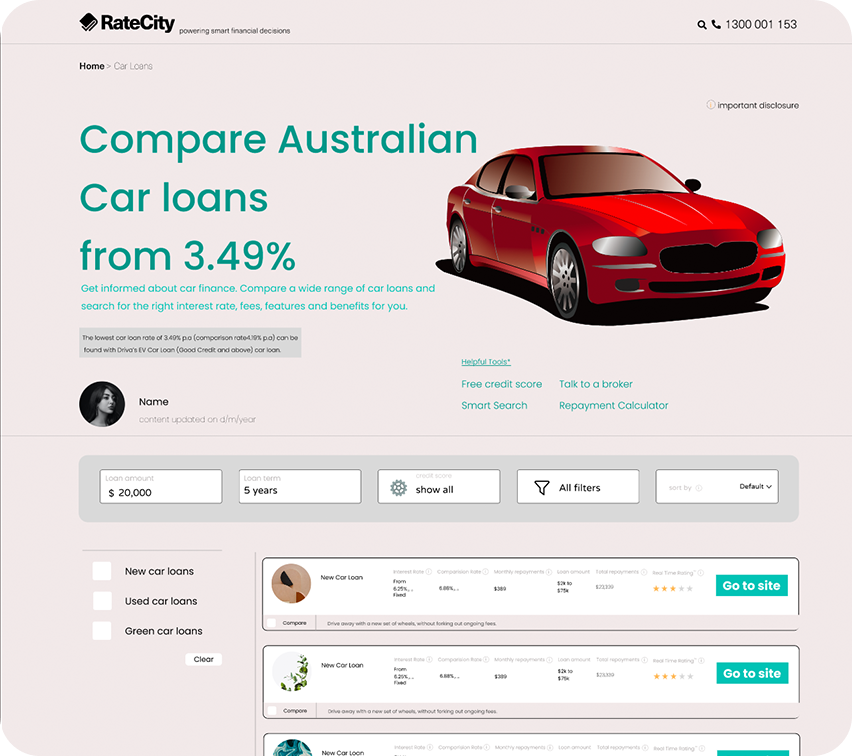 RateCity powering smart financial decisions
1300 001 153
Home > Car Loans
important disclosure
Compare Australian
Car loans
from 3.49%
Get informed about car finance. Compare a wide range of car loans and
search for the right interest rate, fees, features and benefits for you.
The lowest car loan rate of 3.49% p.a (comparison rate4.19% p.a) can be
found with Driva's EV Car Loan (Good Credit and above) car loan.
Helpful Tools*
Free credit score Talk to a broker
Smart Search Repayment Calculator
Name
content updated on d/m/year
Loan amount
$ 20,000
Loan term
5 years
credit score
show all
All filters
sort by
Default
New car loans
Used car loans
Green car loans
Clear
New Car Loan
Interest Rate Comparision Rate Monthly repayments Loan amount Total repayments Real Time Rating™
From
6.25%
Fixed
6.88%
$389
$2k to
$75k
$23,339
Go to site
Compare Drive away with a new set of wheels, without forking out ongoing fees.
New Car Loan
Interest Rate Comparision Rate Monthly repayments Loan amount Total repayments Real Time Rating™
From
6.25%
Fixed
6.88%
$389
$2k to
$75k
$23,339
Go to site
Compare Drive away with a new set of wheels, without forking out ongoing fees.
New Car Loan
Interest Rate Comparision Rate Monthly repayments Loan amount Total repayments Real Time Rating™